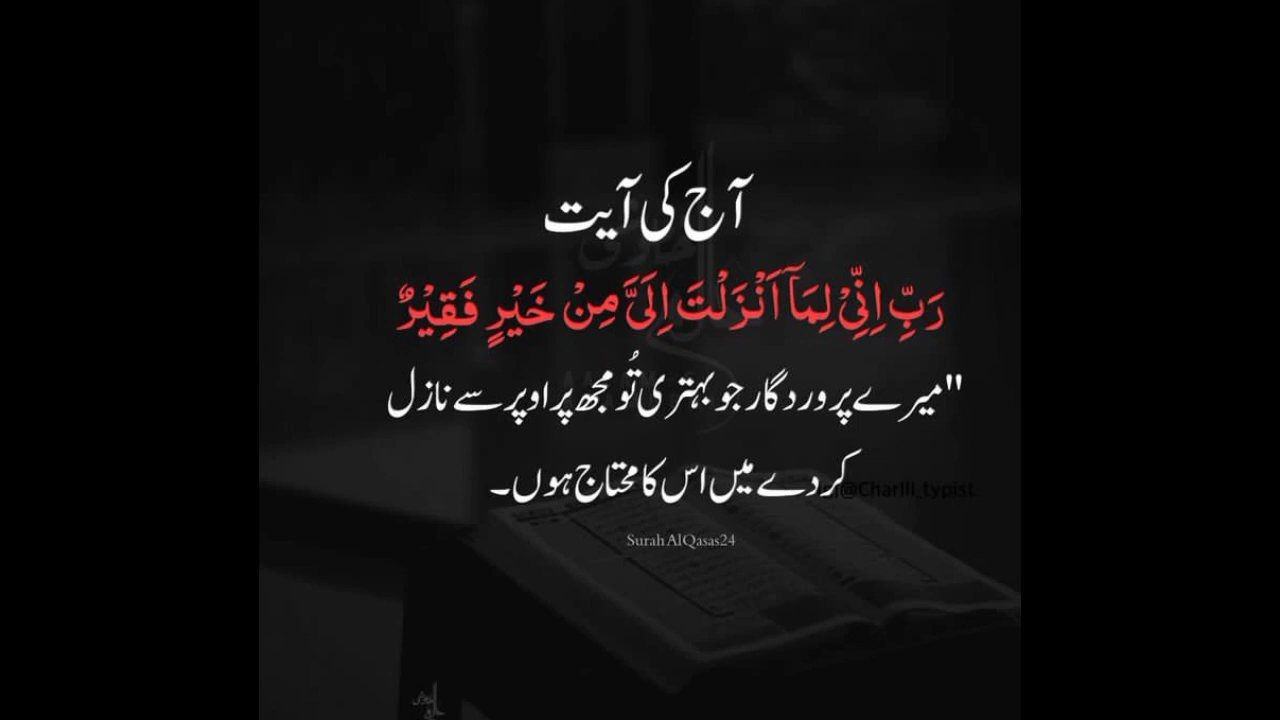 آج کی آیت
رَبِّ اِنِّیْ لِمَاۤ اَنْزَلْتَ اِلَیَّ مِنْ خَیْرٍ فَقِیْرٌ
"میرے پروردگار جو بہتری تُو مجھ پر اوپر سے نازل
کر دے میں اس کا محتاج ہوں۔
@Charlli_typist
Surah AlQasas24